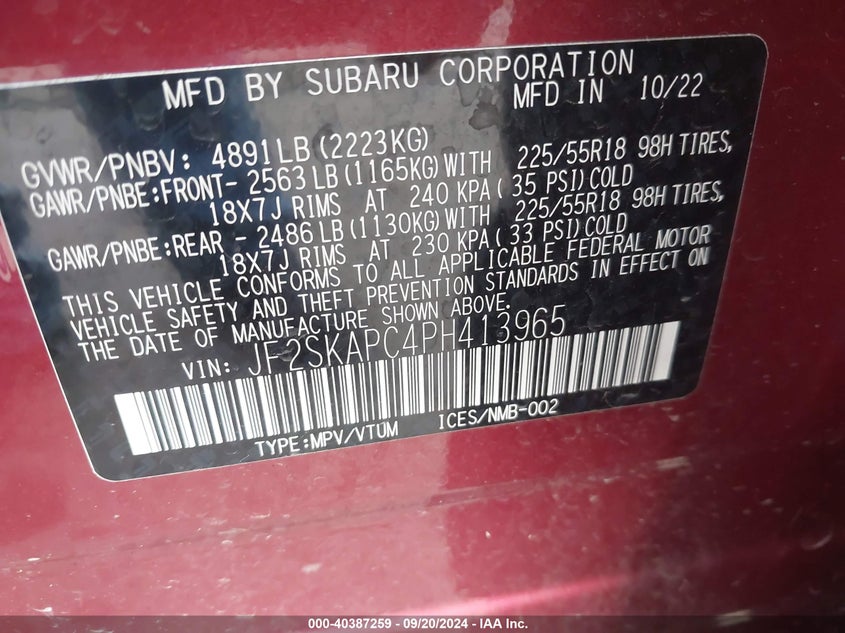 MFD BY SUBARU CORPORATION
MFD IN 10/22
GVWR/PNBV: 4891LB(2223KG)
GAWR/PNBE:FRONT- 2563 LB(1165KG)WITH 225/55R18 98H TIRES,
18X7J RIMS AT 240 KPA( 35 PSI)COLD
GAWR/PNBE:REAR - 2486 LB(1130KG)WITH 225/55R18 98H TIRES,
18X7J RIMS AT 230 KPA( 33 PSI)COLD
THIS VEHICLE CONFORMS TO ALL APPLICABLE FEDERAL MOTOR
VEHICLE SAFETY AND THEFT PREVENTION STANDARDS IN EFFECT ON
THE DATE OF MANUFACTURE SHOWN ABOVE.
VIN: JF2SKAPC4PH413965
TYPE:MPV/VTUM ICES/NMB-002
000-40387259 - 09/20/2024 - IAA Inc.